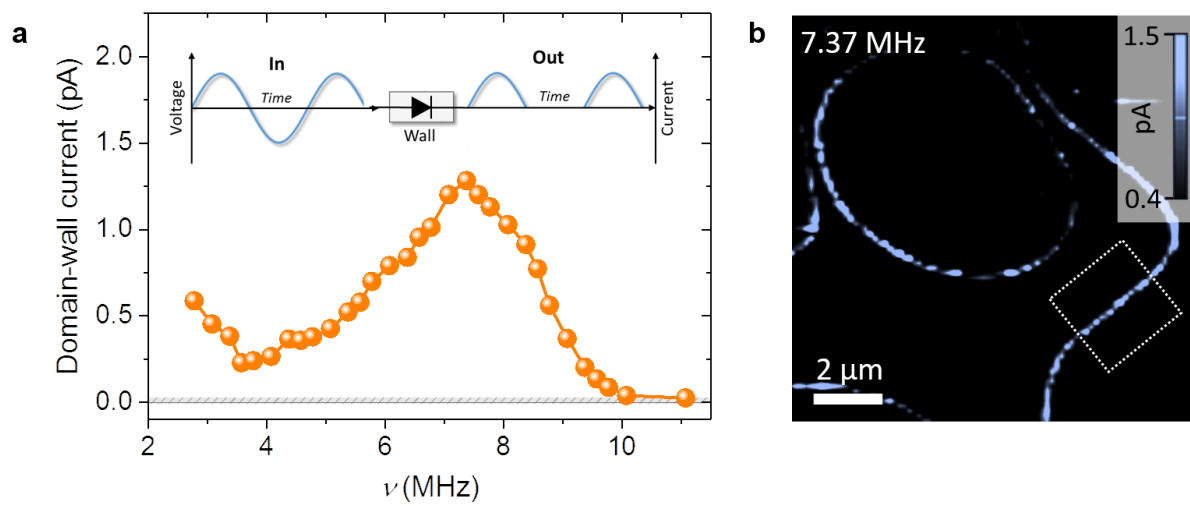 a
Domain-wall current (pA)
2.0
1.5
1.0
0.5
0.0
In
Out
Voltage
Time
Wall
Time
Current
2
4
6
8
10
ν (MHz)
b
7.37 MHz
1.5
pA
0.4
2 μm